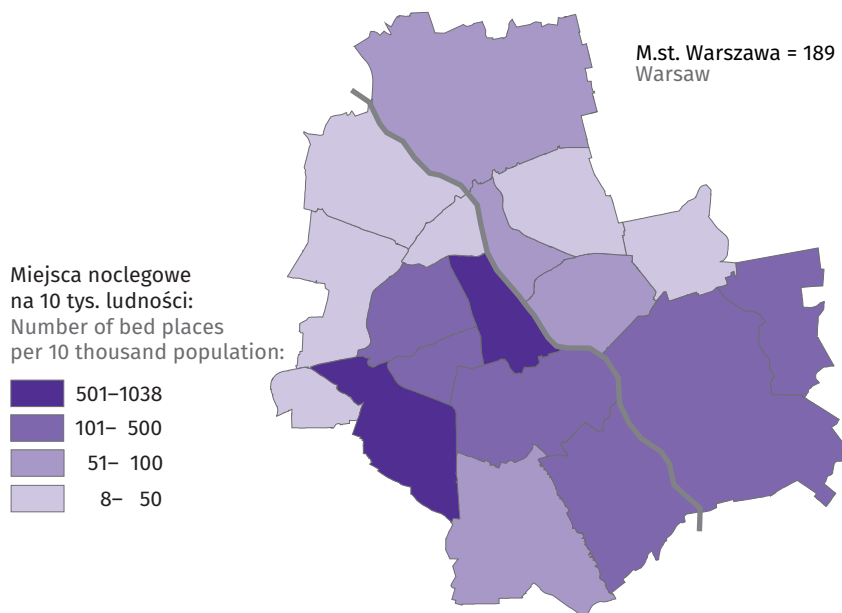 M.st. Warszawa = 189
Warsaw
Miejsca noclegowe
na 10 tys. ludności:
Number of bed places
per 10 thousand population:
501–1038
101– 500
51– 100
8– 50